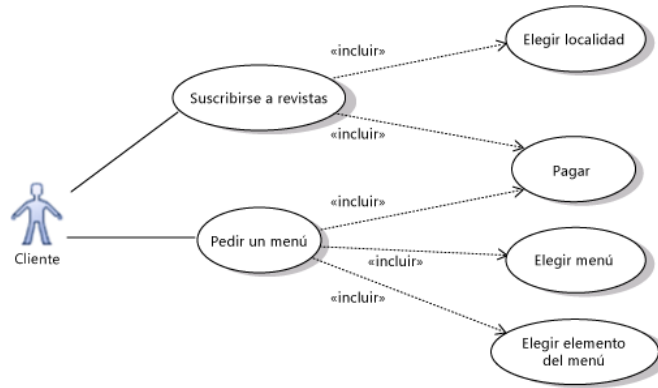 Elegir localidad
«incluir»
Suscribirse a revistas
«incluir»
Pagar
«incluir»
Pedir un menú
Cliente
«incluir»
Elegir menú
«incluir»
Elegir elemento
del menú